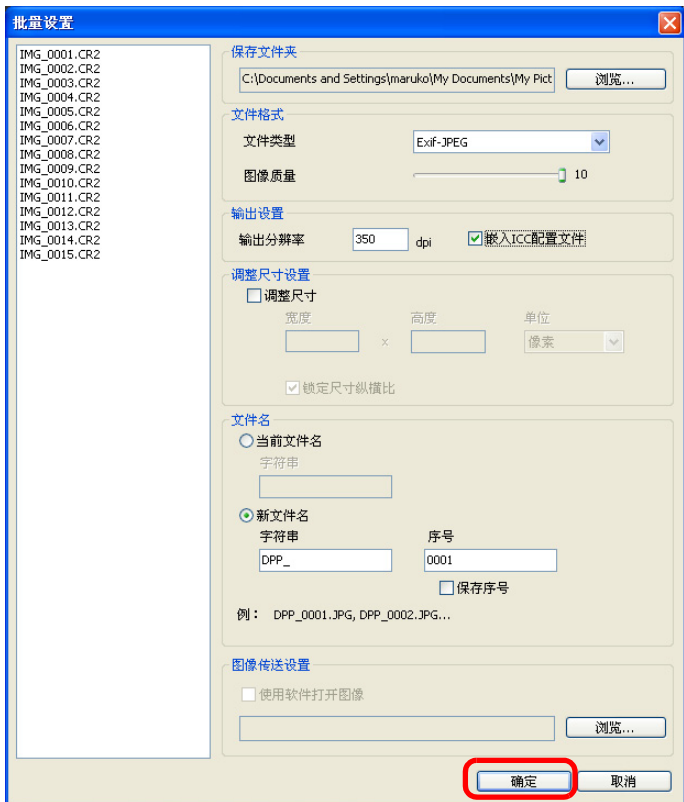 批量设置
IMG_0001.CR2
IMG_0002.CR2
IMG_0003.CR2
IMG_0004.CR2
IMG_0005.CR2
IMG_0006.CR2
IMG_0007.CR2
IMG_0008.CR2
IMG_0009.CR2
IMG_0010.CR2
IMG_0011.CR2
IMG_0012.CR2
IMG_0013.CR2
IMG_0014.CR2
IMG_0015.CR2
保存文件夹
C:\Documents and Settings\maruko\My Documents\My Pict 浏览...
文件格式
文件类型 Exif-JPEG
图像质量 10
输出设置
输出分辨率 350 dpi 嵌入ICC配置文件
调整尺寸设置
调整尺寸
宽度 高度 单位
x 像素
锁定尺寸纵横比
文件名
当前文件名
字符串
新文件名
字符串 序号
DPP_ 0001
保存序号
例： DPP_0001.JPG, DPP_0002.JPG...
图像传送设置
使用软件打开图像
浏览...
确定 取消